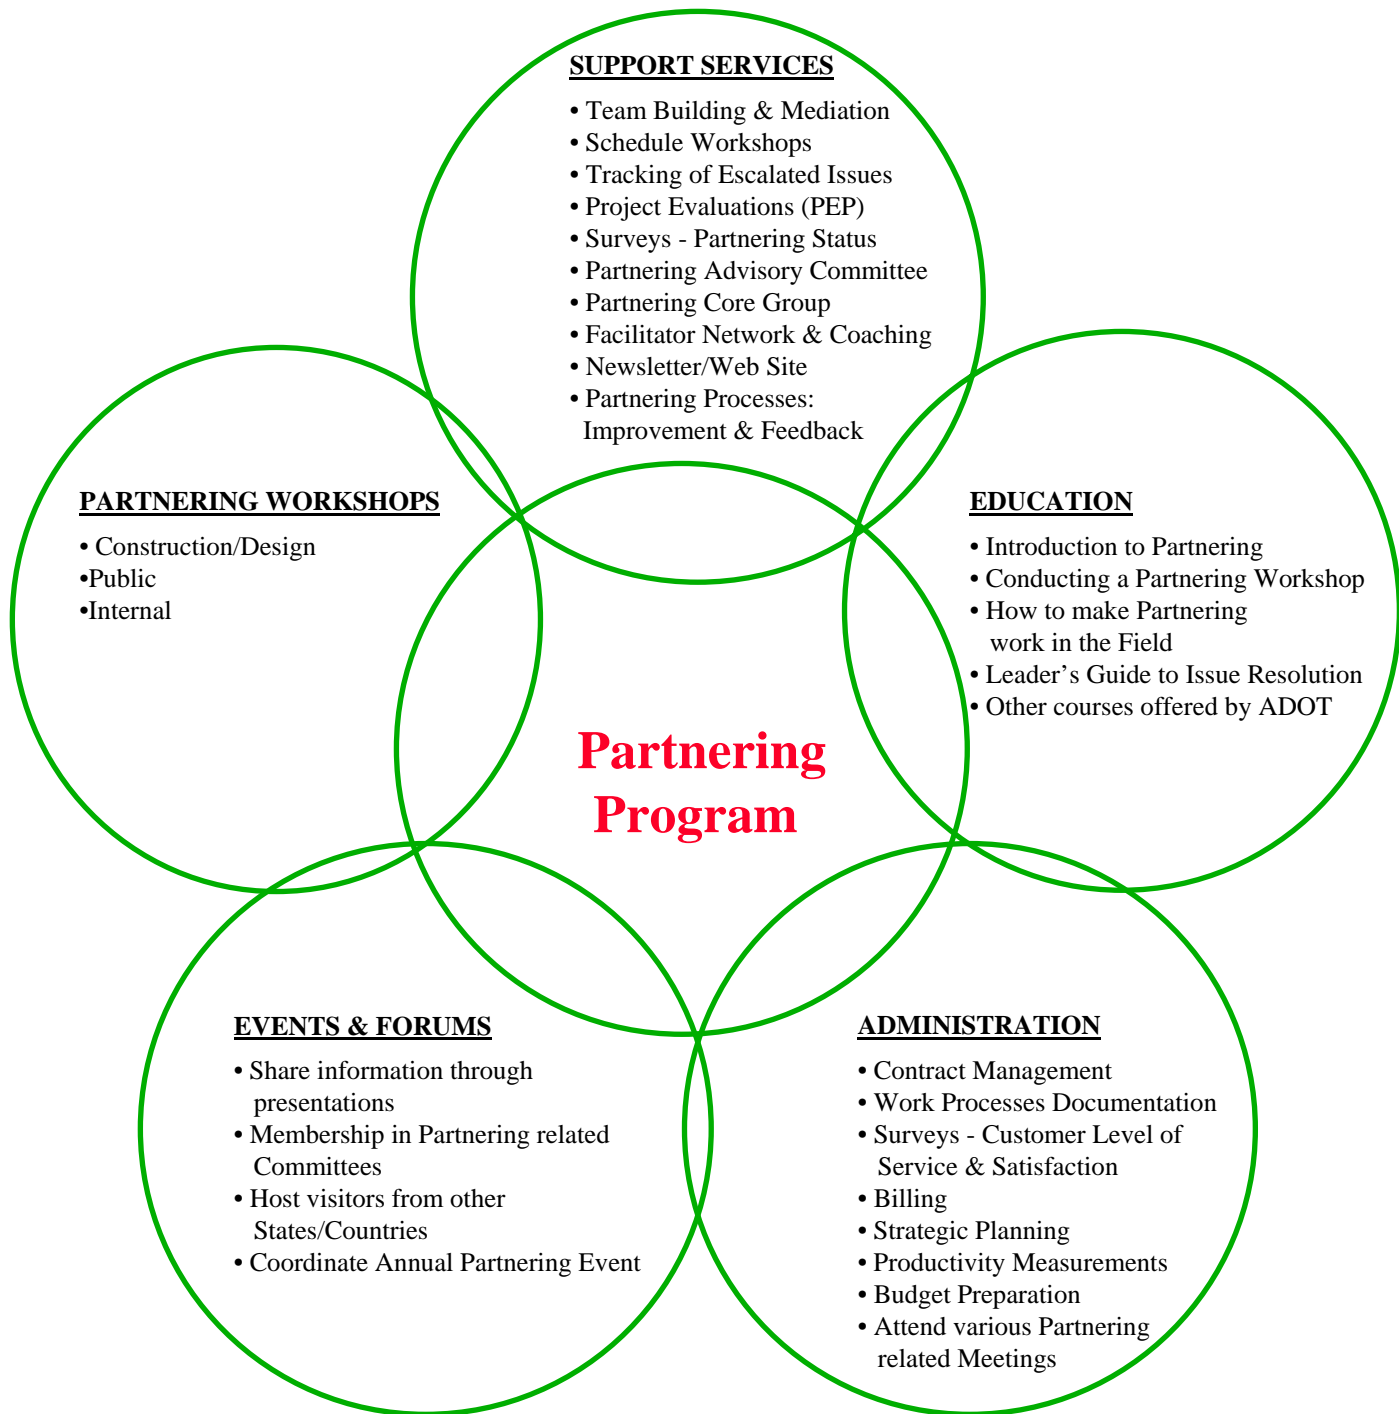 SUPPORT SERVICES
• Team Building & Mediation
• Schedule Workshops
• Tracking of Escalated Issues
• Project Evaluations (PEP)
• Surveys - Partnering Status
• Partnering Advisory Committee
• Partnering Core Group
• Facilitator Network & Coaching
• Newsletter/Web Site
• Partnering Processes:
Improvement & Feedback
PARTNERING WORKSHOPS
• Construction/Design
•Public
•Internal
EDUCATION
• Introduction to Partnering
• Conducting a Partnering Workshop
• How to make Partnering
work in the Field
• Leader’s Guide to Issue Resolution
• Other courses offered by ADOT
Partnering
Program
EVENTS & FORUMS
• Share information through
presentations
• Membership in Partnering related
Committees
• Host visitors from other
States/Countries
• Coordinate Annual Partnering Event
ADMINISTRATION
• Contract Management
• Work Processes Documentation
• Surveys - Customer Level of
Service & Satisfaction
• Billing
• Strategic Planning
• Productivity Measurements
• Budget Preparation
• Attend various Partnering
related Meetings